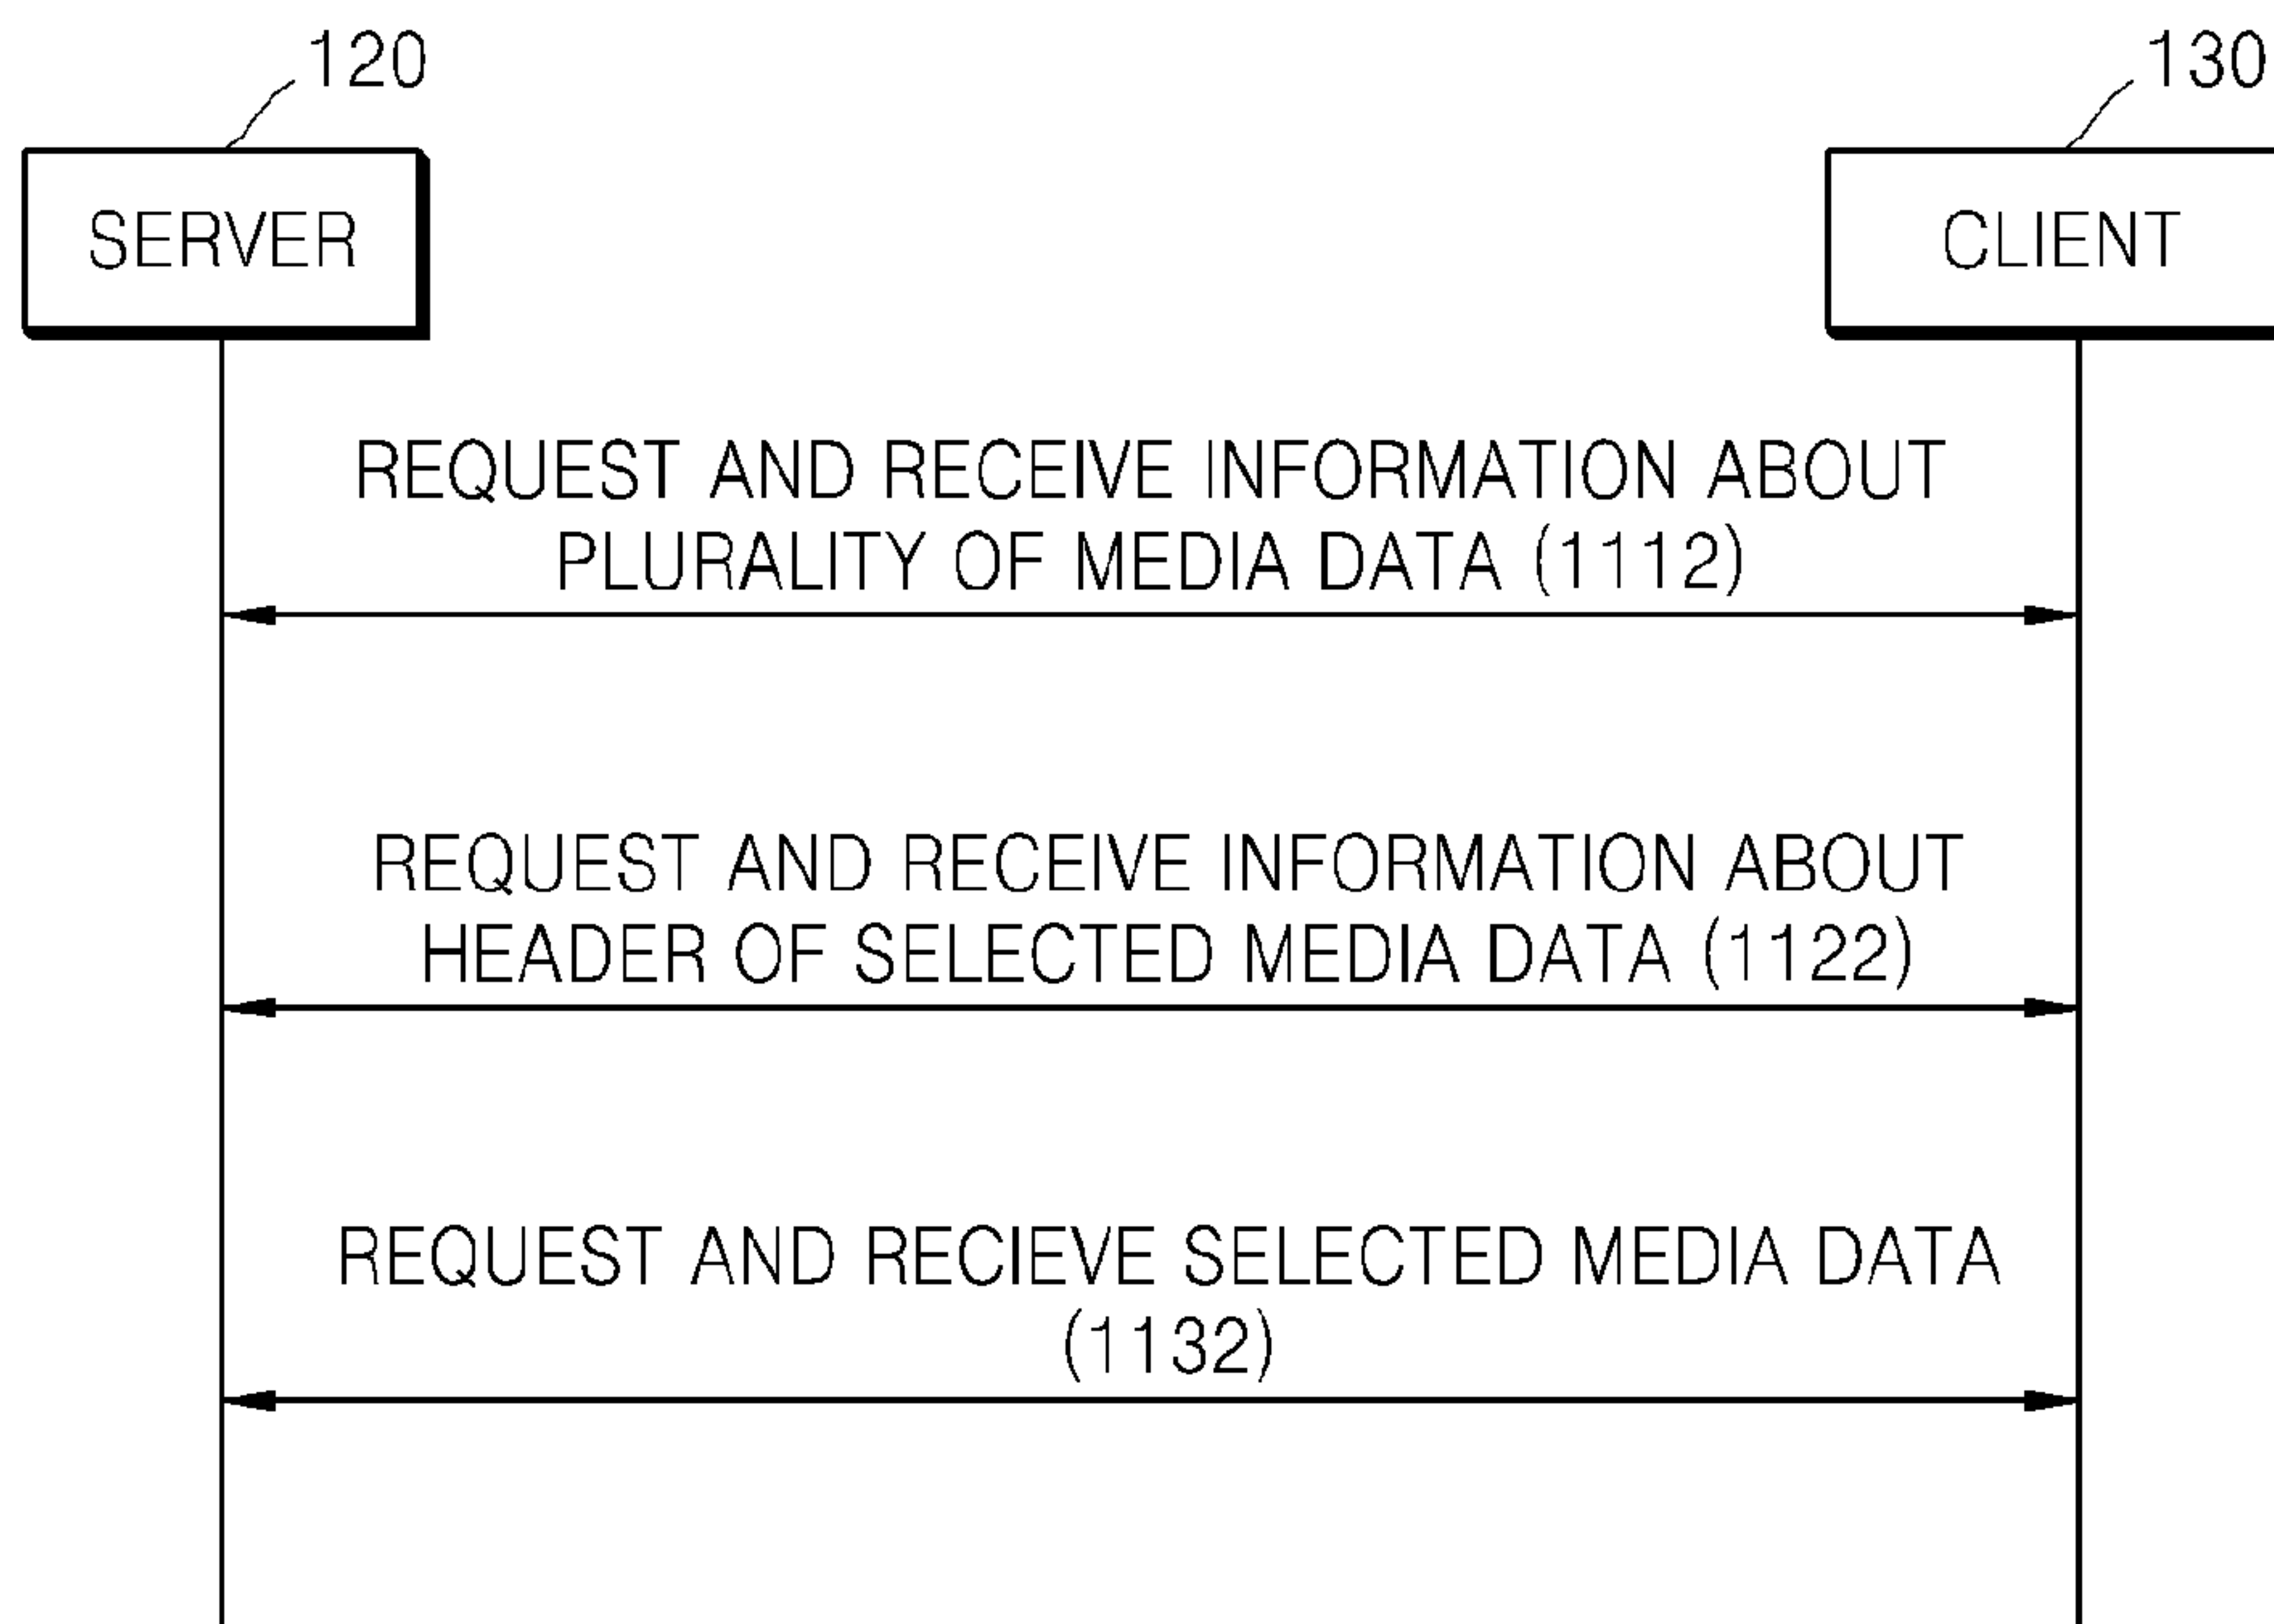 120
130
SERVER
CLIENT
REQUEST AND RECEIVE INFORMATION ABOUT
PLURALITY OF MEDIA DATA (1112)
REQUEST AND RECEIVE INFORMATION ABOUT
HEADER OF SELECTED MEDIA DATA (1122)
REQUEST AND RECIEVE SELECTED MEDIA DATA
(1132)